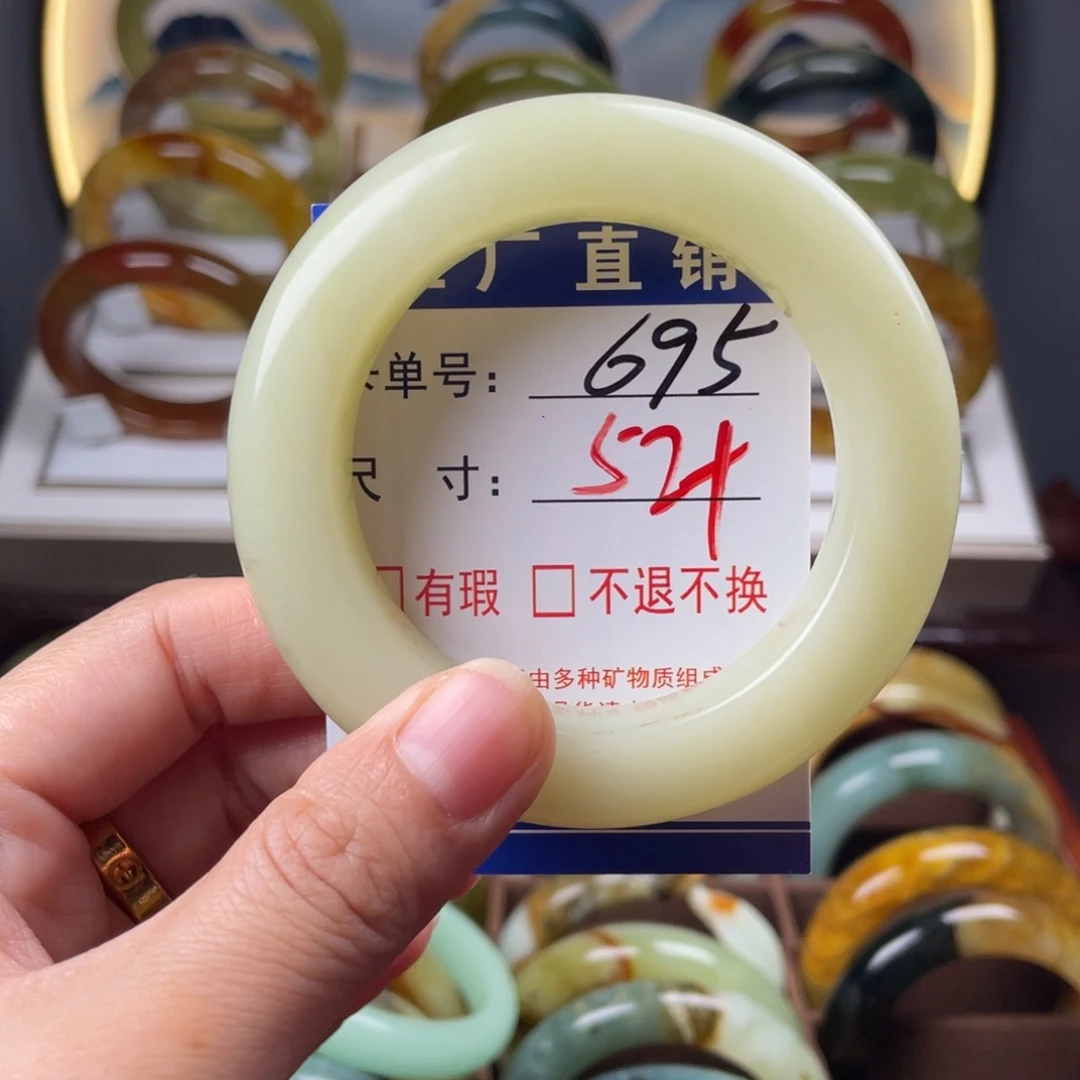 厂直销
单号: 695
尺 寸: 524
□有瑕 □不退不换
由多种矿物质组成